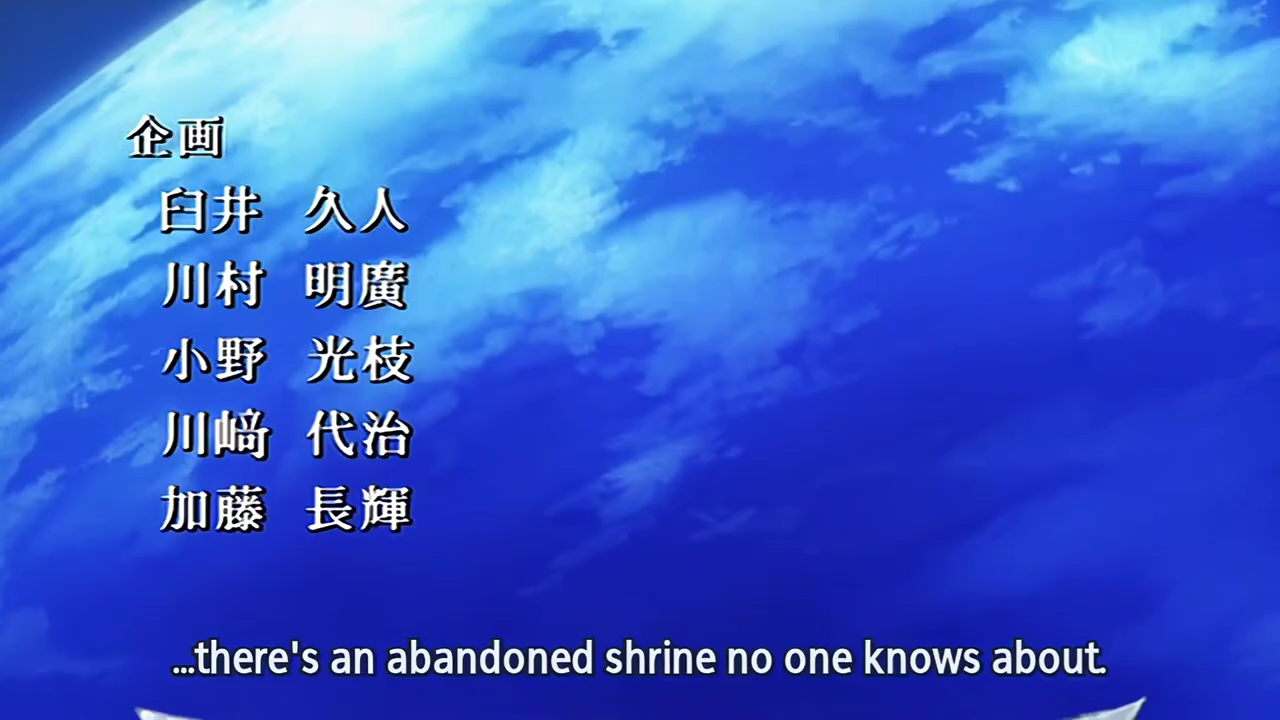 企画
臼井 久人
川村 明廣
小野 光枝
川﨑 代治
加藤 長輝
...there's an abandoned shrine no one knows about.